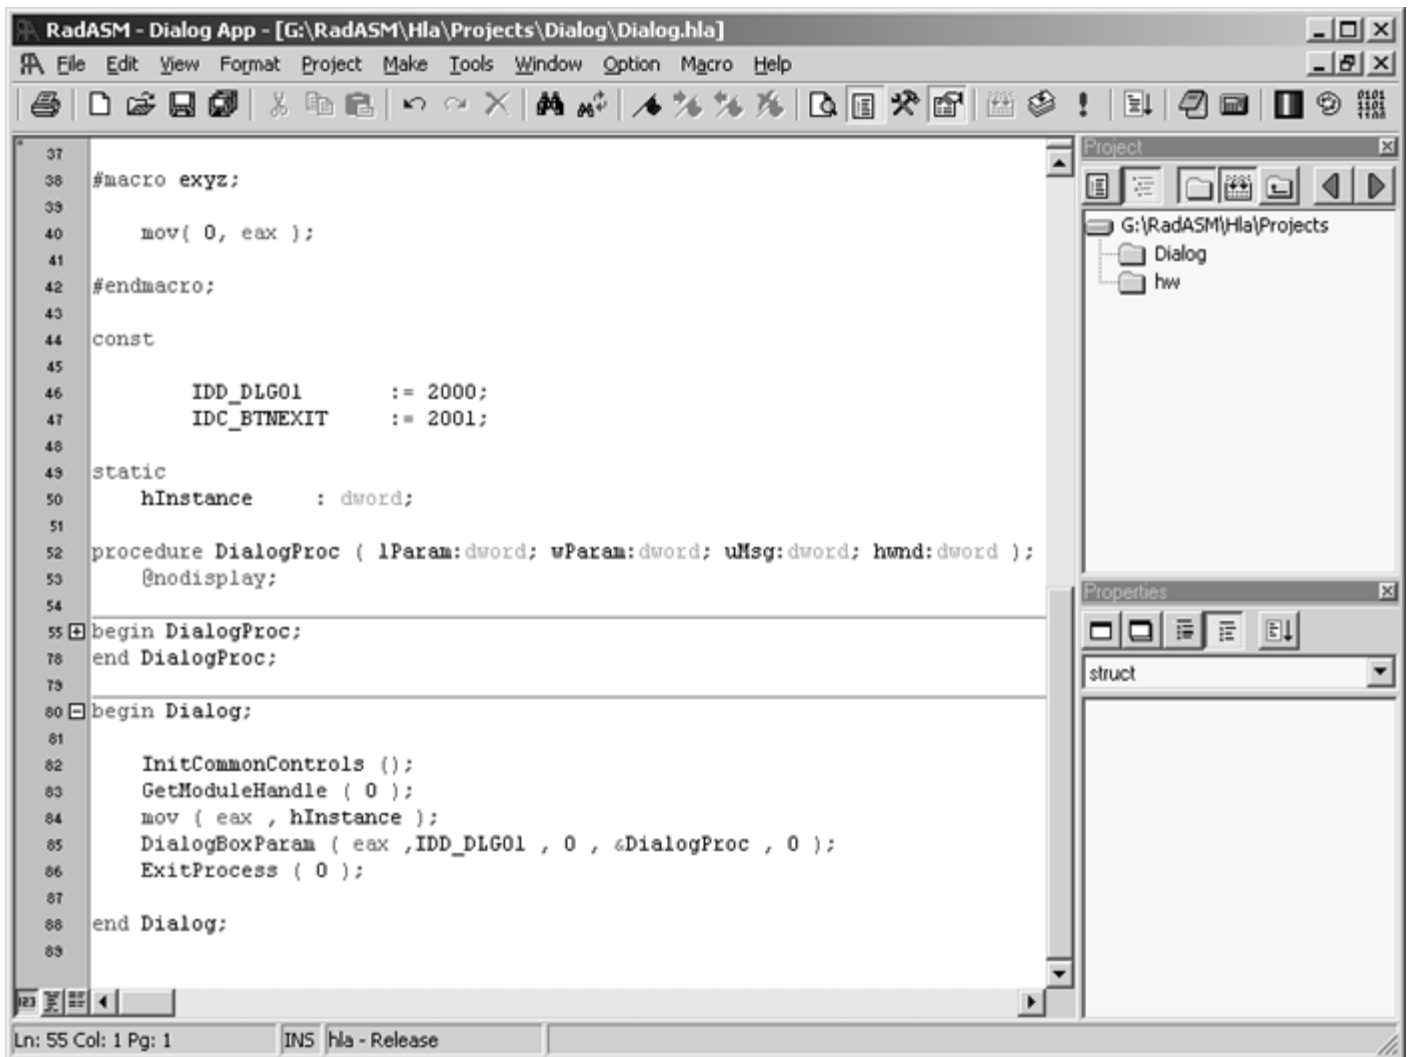 RadASM - Dialog App - [G:\RadASM\Hla\Projects\Dialog\Dialog.hla]
File Edit View Format Project Make Tools Window Option Macro Help
37
38 #macro exyz;
39
40 mov( 0, eax );
41
42 #endmacro;
43
44 const
45
46 IDD_DLG01 := 2000;
47 IDC_BTNEXIT := 2001;
48
49 static
50 hInstance : dword;
51
52 procedure DialogProc ( lParam:dword; wParam:dword; uMsg:dword; hwnd:dword );
53 @nodisplay;
54
55 begin DialogProc;
78 end DialogProc;
79
80 begin Dialog;
81
82 InitCommonControls ();
83 GetModuleHandle ( 0 );
84 mov ( eax , hInstance );
85 DialogBoxParam ( eax ,IDD_DLG01 , 0 , &DialogProc , 0 );
86 ExitProcess ( 0 );
87
88 end Dialog;
89
Project
G:\RadASM\Hla\Projects
Dialog
hw
Properties
struct
123
Ln: 55 Col: 1 Pg: 1 INS hla - Release